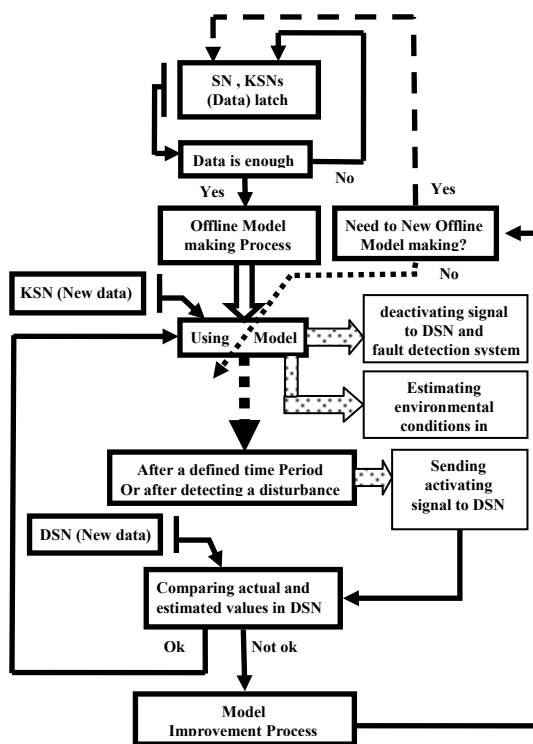 SN , KSNs
(Data) latch
Data is enough
No
Yes
Yes
Offline Model
making Process
Need to New Offline
Model making?
No
KSN (New data)
Using Model
deactivating signal
to DSN and
fault detection system
Estimating
environmental
conditions in
After a defined time Period
Or after detecting a disturbance
Sending
activating
signal to DSN
DSN (New data)
Comparing actual and
estimated values in DSN
Ok
Not ok
Model
Improvement Process